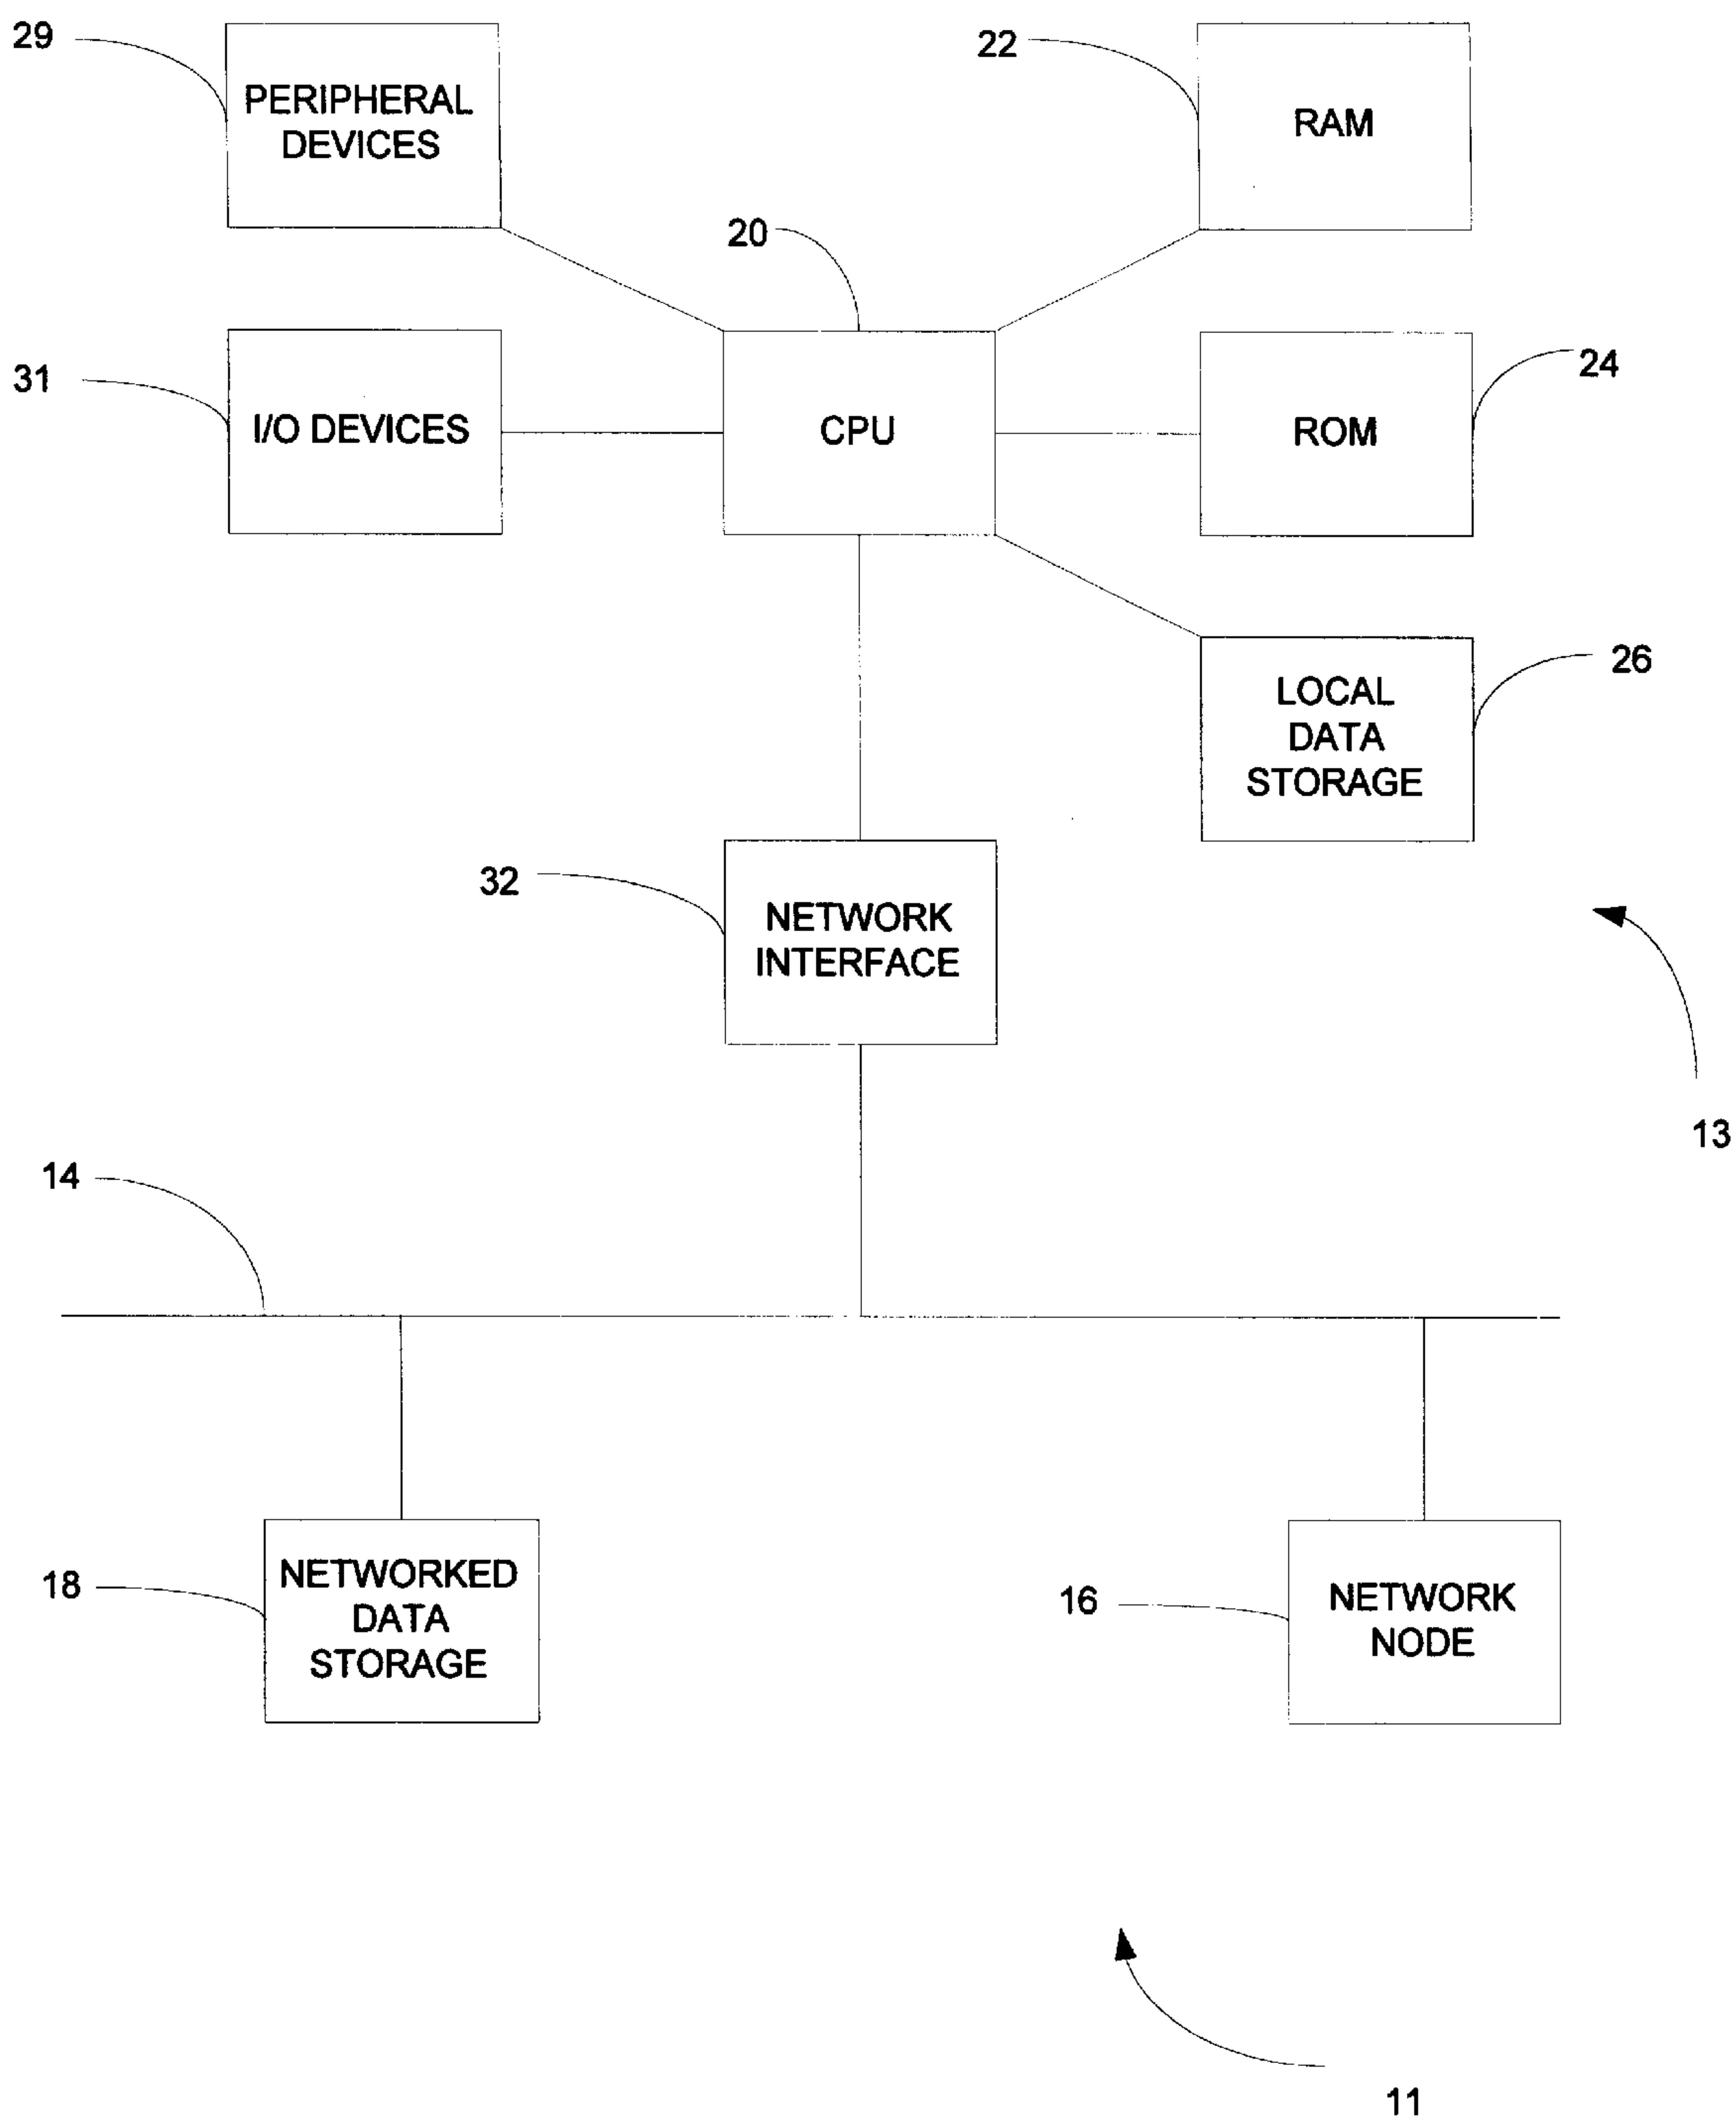 29
PERIPHERAL
DEVICES
22
RAM
20
31
I/O DEVICES
CPU
ROM
24
LOCAL
DATA
STORAGE
26
32
NETWORK
INTERFACE
13
14
18
NETWORKED
DATA
STORAGE
16
NETWORK
NODE
11